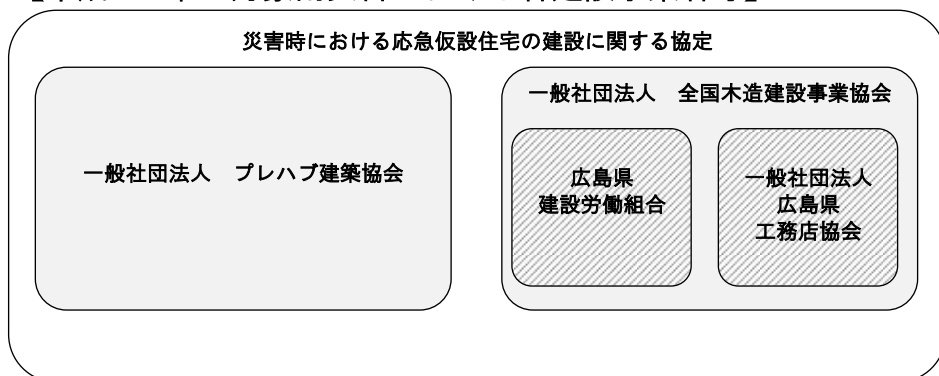 災害時における応急仮設住宅の建設に関する協定
一般社団法人　プレハブ建築協会
一般社団法人　全国木造建設事業協会
広島県
建設労働組合
一般社団法人
広島県
工務店協会